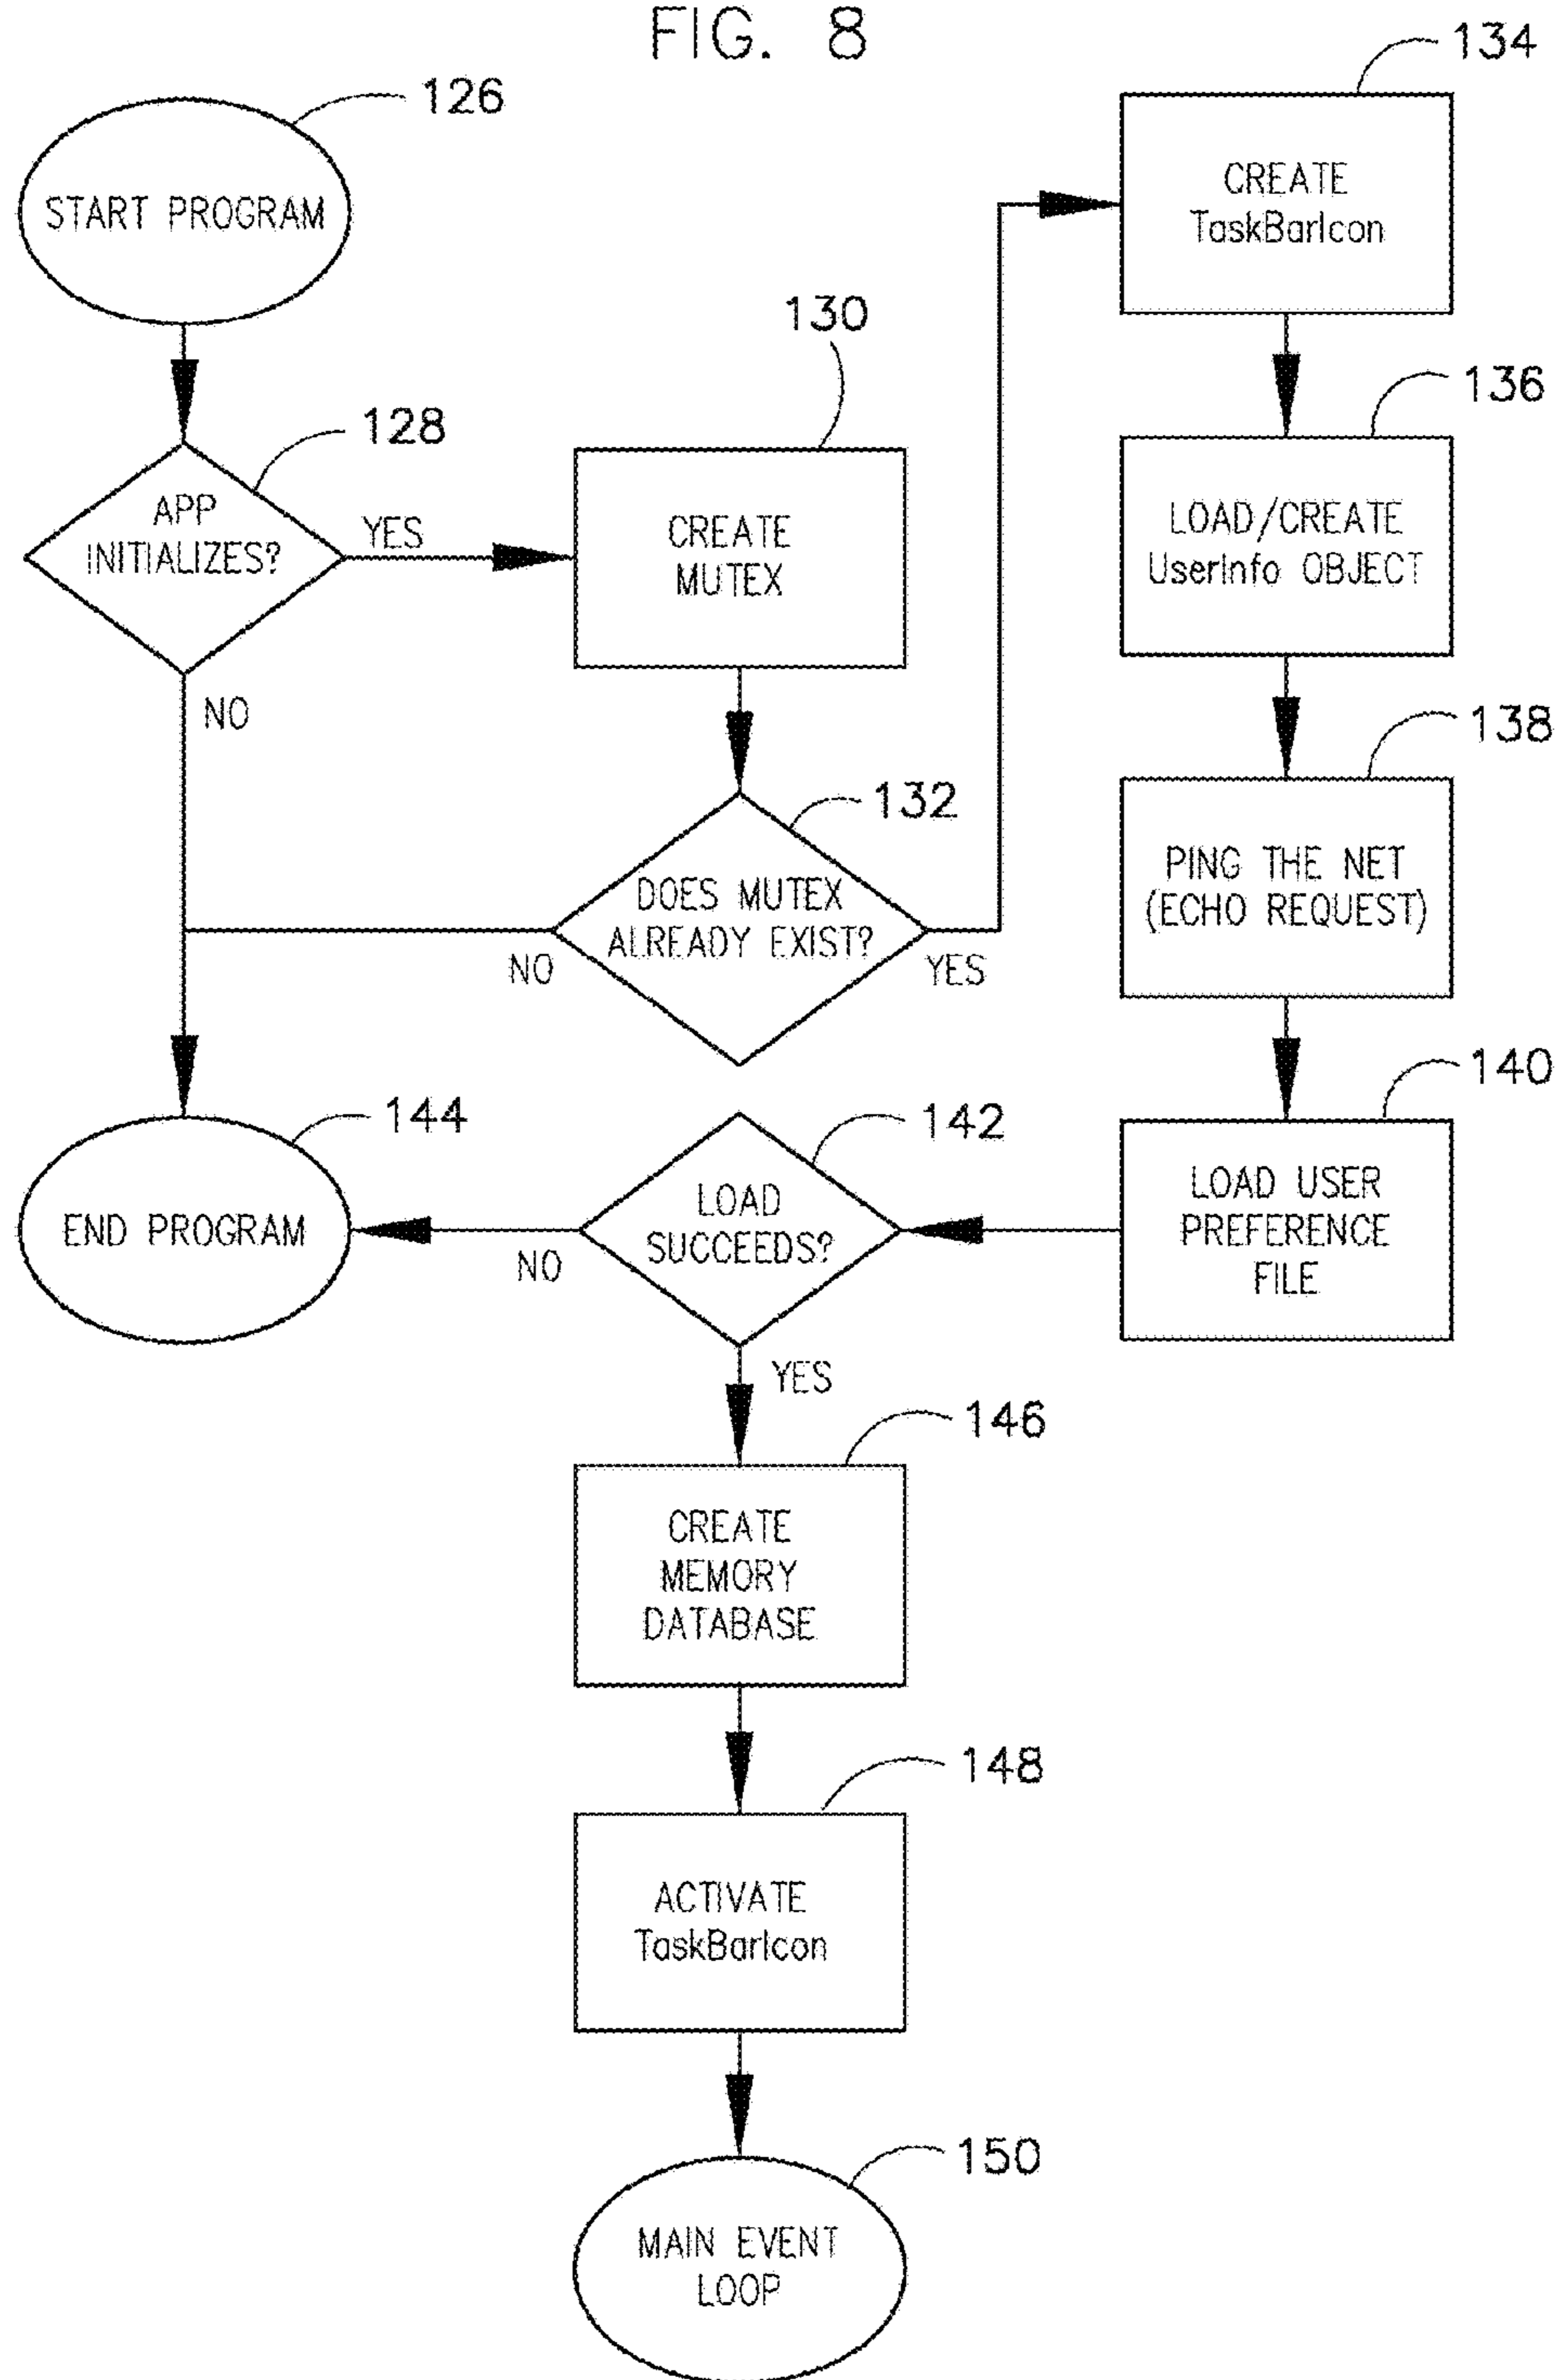 FIG. 8
126
START PROGRAM
128
APP
INITIALIZES?
YES
NO
130
CREATE
MUTEX
132
DOES MUTEX
ALREADY EXIST?
NO
YES
134
CREATE
TaskBarIcon
136
LOAD/CREATE
UserInfo OBJECT
138
PING THE NET
(ECHO REQUEST)
140
LOAD USER
PREFERENCE
FILE
142
LOAD
SUCCEEDS?
NO
YES
144
END PROGRAM
146
CREATE
MEMORY
DATABASE
148
ACTIVATE
TaskBarIcon
150
MAIN EVENT
LOOP